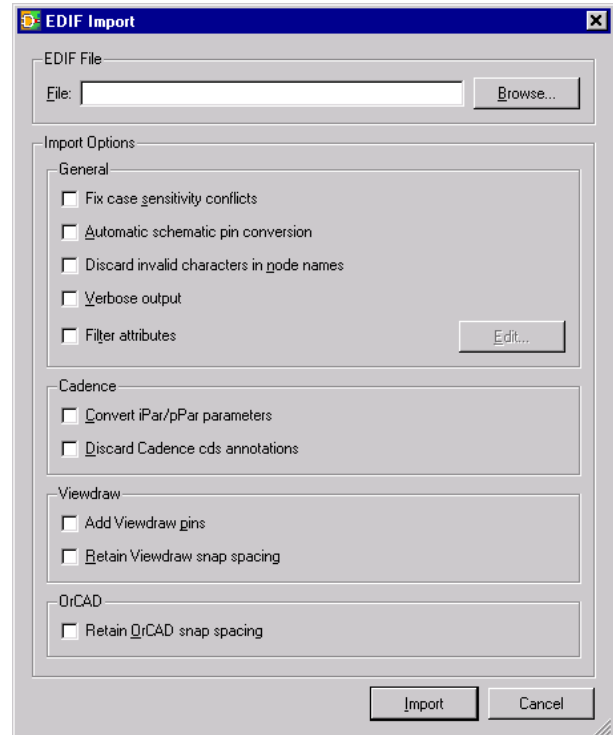 EDIF Import
EDIF File
File:
Browse...
Import Options
General
Fix case sensitivity conflicts
Automatic schematic pin conversion
Discard invalid characters in node names
Verbose output
Filter attributes
Edit...
Cadence
Convert iPar/pPar parameters
Discard Cadence cds annotations
Viewdraw
Add Viewdraw pins
Retain Viewdraw snap spacing
OrCAD
Retain OrCAD snap spacing
Import
Cancel